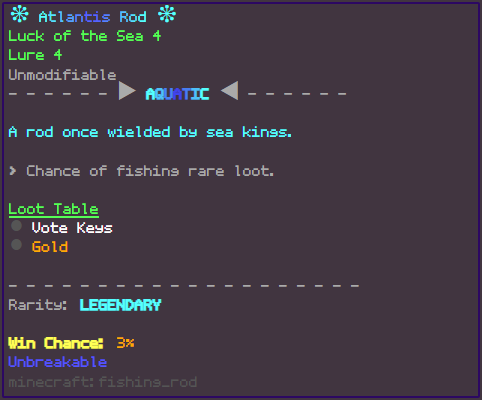 ❇ Atlantis Rod ❇
Luck of the Sea 4
Lure 4
Unmodifiable
- - - - - - ▶ AQUATIC ◀ - - - - - -
A rod once wielded by sea kings.
> Chance of fishing rare loot.
Loot Table
● Vote Keys
● Gold
- - - - - - - - - - - - - - - - - - - - -
Rarity: LEGENDARY
Win Chance: 3%
Unbreakable
minecraft:fishing_rod